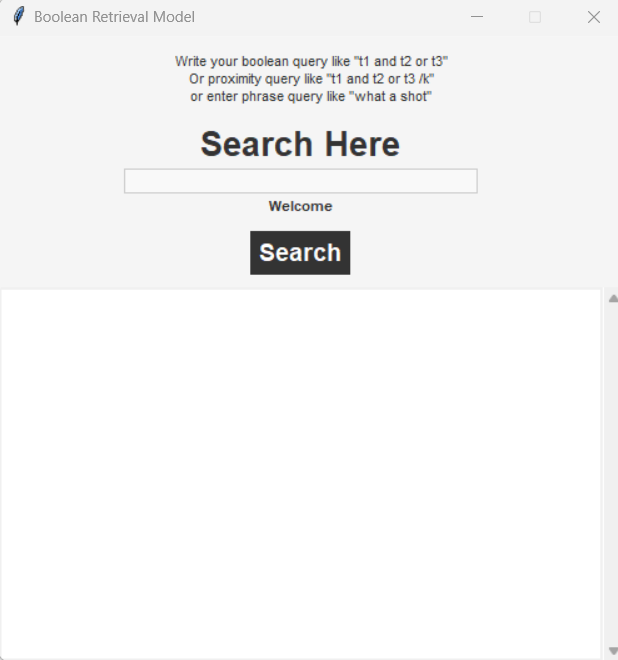 Boolean Retrieval Model
Write your boolean query like "t1 and t2 or t3"
Or proximity query like "t1 and t2 or t3 /k"
or enter phrase query like "what a shot"
Search Here
Welcome
Search